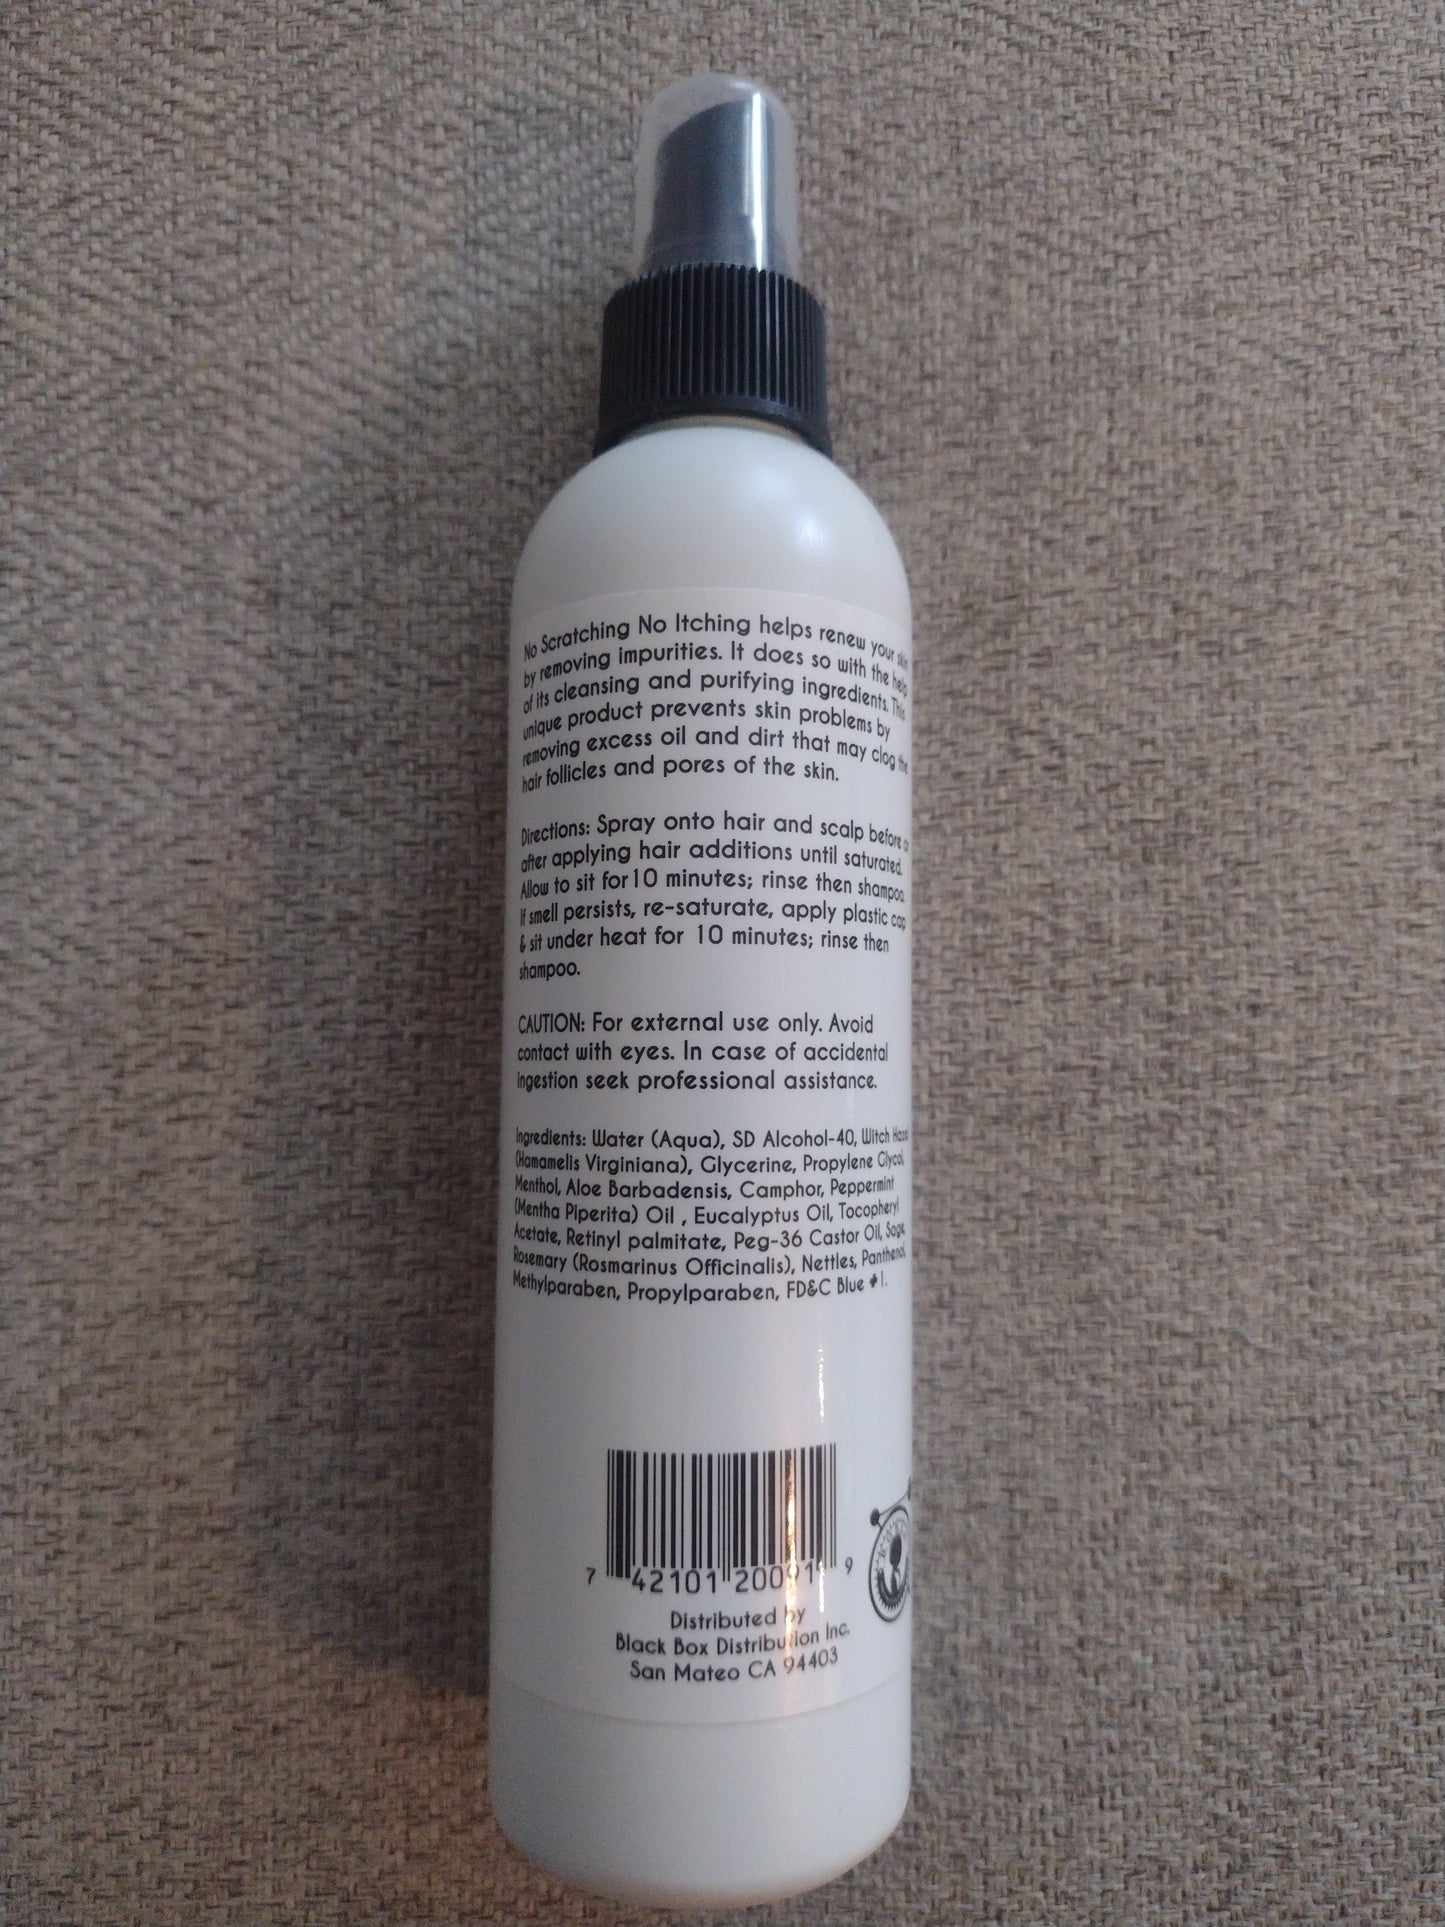 No Scratching No Itching helps renew your skin
by removing impurities. It does so with the help
of its cleansing and purifying ingredients. This
unique product prevents skin problems by
removing excess oil and dirt that may clog the
hair follicles and pores of the skin.
Directions: Spray onto hair and scalp before or
after applying hair additions until saturated.
Allow to sit for 10 minutes; rinse then shampoo.
If smell persists, re-saturate, apply plastic cap
& sit under heat for 10 minutes; rinse then
shampoo.
CAUTION: For external use only. Avoid
contact with eyes. In case of accidental
ingestion seek professional assistance.
Ingredients: Water (Aqua), SD Alcohol-40, Witch Hazel
(Hamamelis Virginiana), Glycerine, Propylene Glycol,
Menthol, Aloe Barbadensis, Camphor, Peppermint
(Mentha Piperita) Oil , Eucalyptus Oil, Tocopheryl
Acetate, Retinyl palmitate, Peg-36 Castor Oil, Sage,
Rosemary (Rosmarinus Officinalis), Nettles, Panthenol,
Methylparaben, Propylparaben, FD&C Blue #1.
7 42101 20091 9
Distributed by
Black Box Distribution Inc.
San Mateo CA 94403